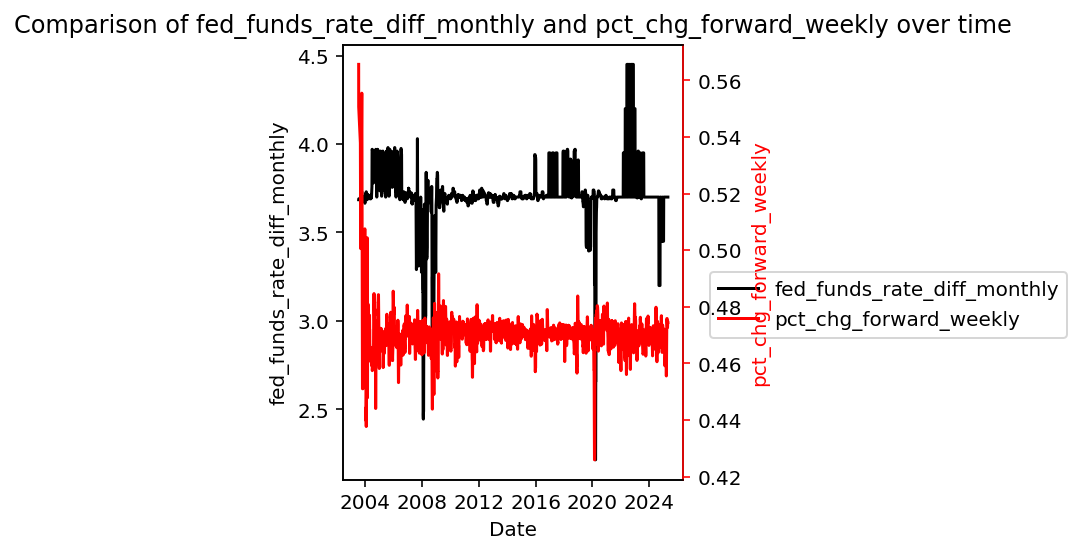 Comparison of fed_funds_rate_diff_monthly and pct_chg_forward_weekly over time
fed_funds_rate_diff_monthly
4.5
4.0
3.5
3.0
2.5
0.56
0.54
0.52
0.50
0.48
0.46
0.44
0.42
pct_chg_forward_weekly
fed_funds_rate_diff_monthly
pct_chg_forward_weekly
2004 2008 2012 2016 2020 2024
Date